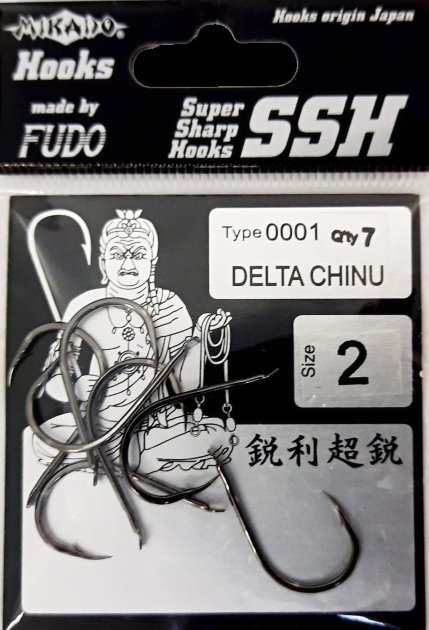 MIKADO®
Hooks origin Japan
Hooks
made by
FUDO
Super
Sharp
Hooks
SSH
Type 0001 Qty 7
DELTA CHINU
Size 2
鋭利超鋭